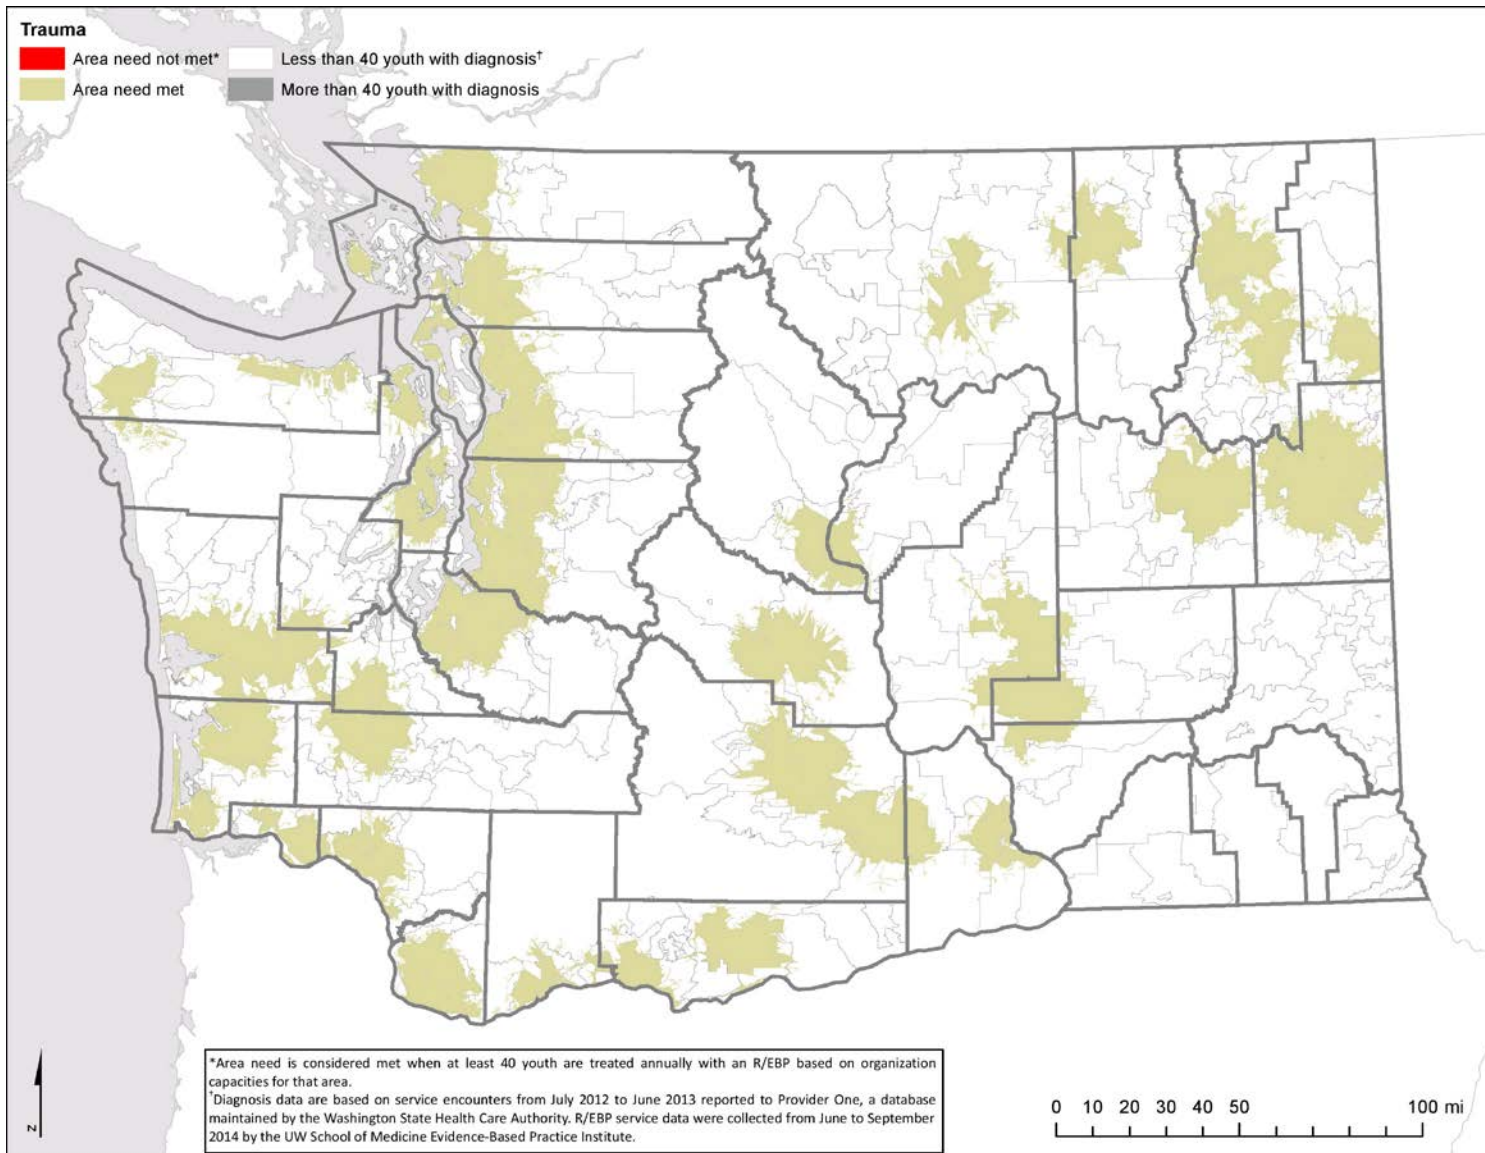 Trauma
Area need not met*
Less than 40 youth with diagnosis†
Area need met
More than 40 youth with diagnosis
*Area need is considered met when at least 40 youth are treated annually with an R/EBP based on organization
capacities for that area.
†Diagnosis data are based on service encounters from July 2012 to June 2013 reported to Provider One, a database
maintained by the Washington State Health Care Authority. R/EBP service data were collected from June to September
2014 by the UW School of Medicine Evidence-Based Practice Institute.
N
0 10 20 30 40 50 100 mi